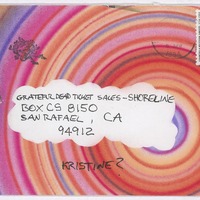 GRATEFUL DEAD TICKET SALES - SHORELINE
BOX CS 8150
SAN RAFAEL, CA
94912
KRISTINE?